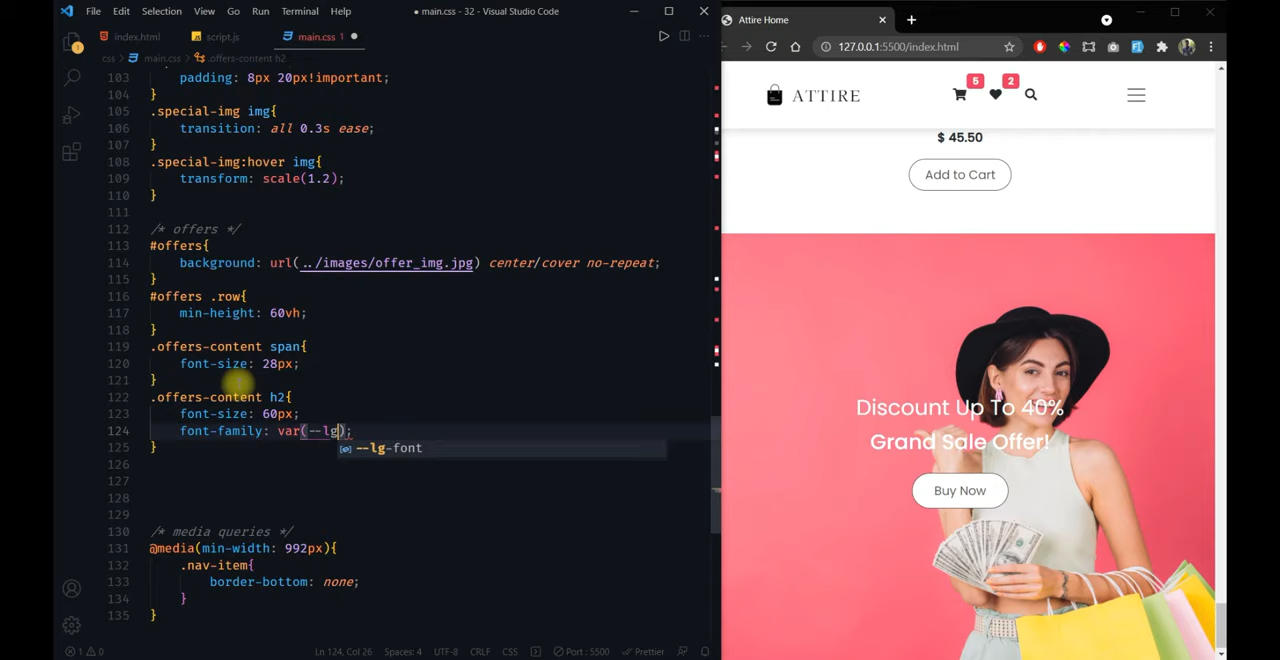 File Edit Selection View Go Run Terminal Help
● main.css - 32 - Visual Studio Code
index.html script.js main.css 1 ●
css > main.css > .offers-content h2
103 padding: 8px 20px!important;
104 }
105 .special-img img{
106 transition: all 0.3s ease;
107 }
108 .special-img:hover img{
109 transform: scale(1.2);
110 }
111
112 /* offers */
113 #offers{
114 background: url(../images/offer_img.jpg) center/cover no-repeat;
115 }
116 #offers .row{
117 min-height: 60vh;
118 }
119 .offers-content span{
120 font-size: 28px;
121 }
122 .offers-content h2{
123 font-size: 60px;
124 font-family: var(--lg);
--lg-font
125 }
126
127
128
129
130 /* media queries */
131 @media(min-width: 992px){
132 .nav-item{
133 border-bottom: none;
134 }
135 }
1 0 Ln 124, Col 26 Spaces: 4 UTF-8 CRLF CSS Port : 5500 Prettier
Attire Home
127.0.0.1:5500/index.html
ATTIRE 5 2
$ 45.50
Add to Cart
Discount Up To 40%
Grand Sale Offer!
Buy Now